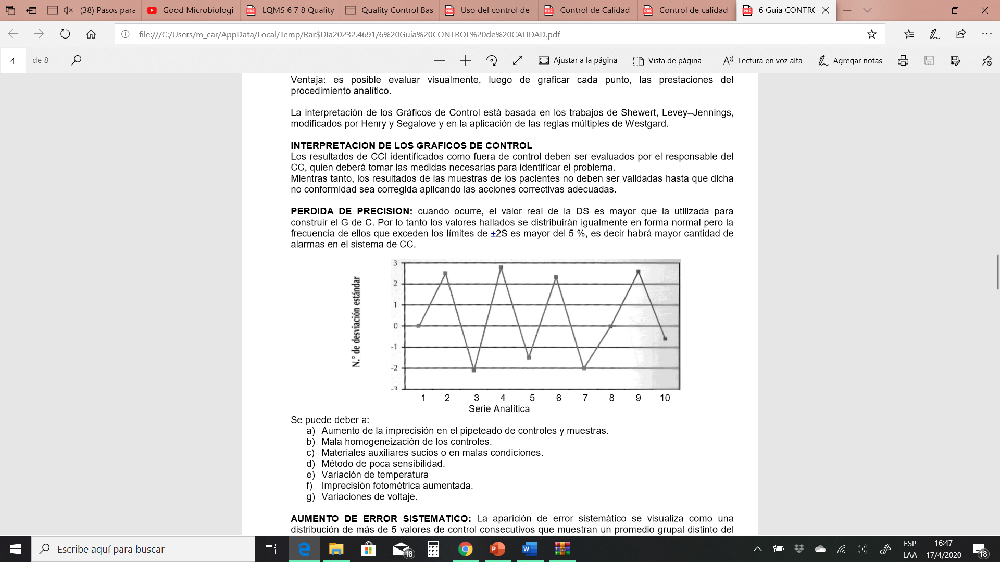 (38) Pasos para
Good Microbiologi
LQMS 6 7 8 Quality
Quality Control Bas
Uso del control de
Control de Calidad
Control de calidad
6 Guia CONTRO
file:///C:/Users/m_car/AppData/Local/Temp/Rar$DIa20232.4691/6%20Guia%20CONTROL%20de%20CALIDAD.pdf
4 de 8
Ajustar a la página
Vista de página
Lectura en voz alta
Agregar notas
Ventaja: es posible evaluar visualmente, luego de graficar cada punto, las prestaciones del
procedimiento analítico.
La interpretación de los Gráficos de Control está basada en los trabajos de Shewert, Levey–Jennings,
modificados por Henry y Segalove y en la aplicación de las reglas múltiples de Westgard.
INTERPRETACION DE LOS GRAFICOS DE CONTROL
Los resultados de CCI identificados como fuera de control deben ser evaluados por el responsable del
CC, quien deberá tomar las medidas necesarias para identificar el problema.
Mientras tanto, los resultados de las muestras de los pacientes no deben ser validadas hasta que dicha
no conformidad sea corregida aplicando las acciones correctivas adecuadas.
PERDIDA DE PRECISION: cuando ocurre, el valor real de la DS es mayor que la utilizada para
construir el G de C. Por lo tanto los valores hallados se distribuirán igualmente en forma normal pero la
frecuencia de ellos que exceden los límites de ±2S es mayor del 5 %, es decir habrá mayor cantidad de
alarmas en el sistema de CC.
N.° de desviación estándar
3
2
1
0
-1
-2
-3
1 2 3 4 5 6 7 8 9 10
Serie Analítica
Se puede deber a:
a) Aumento de la imprecisión en el pipeteado de controles y muestras.
b) Mala homogeneización de los controles.
c) Materiales auxiliares sucios o en malas condiciones.
d) Método de poca sensibilidad.
e) Variación de temperatura
f) Imprecisión fotométrica aumentada.
g) Variaciones de voltaje.
AUMENTO DE ERROR SISTEMATICO: La aparición de error sistemático se visualiza como una
distribución de más de 5 valores de control consecutivos que muestran un promedio grupal distinto del
Escribe aquí para buscar
18
ESP
LAA
16:47
17/4/2020
18